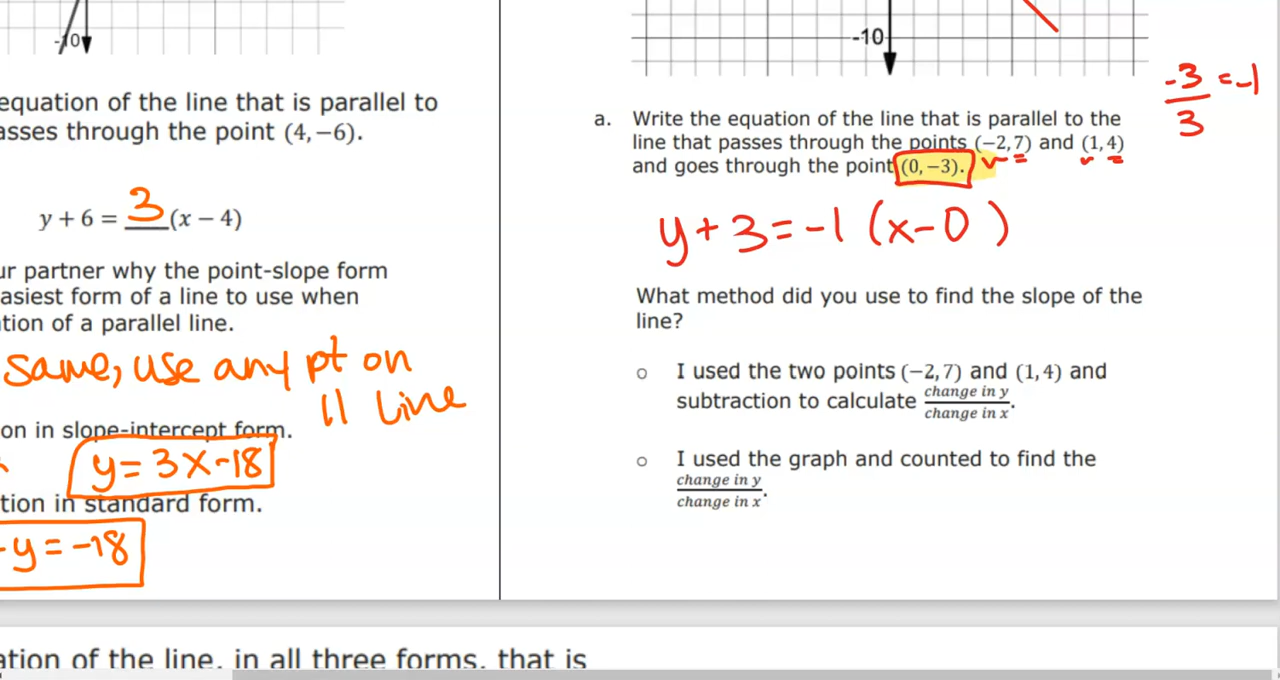 -10
equation of the line that is parallel to
asses through the point (4, −6).
y + 6 = 3 (x − 4)
ur partner why the point-slope form
easiest form of a line to use when
tion of a parallel line.
same, use any pt on
|| line
on in slope-intercept form.
y = 3x - 18
tion in standard form.
-y = -18
-10
-3/3 = -1
a. Write the equation of the line that is parallel to the
line that passes through the points (−2, 7) and (1, 4)
and goes through the point (0, −3).
y + 3 = -1 (x - 0 )
What method did you use to find the slope of the
line?
o I used the two points (−2, 7) and (1, 4) and
subtraction to calculate change in y/change in x.
o I used the graph and counted to find the
change in y/change in x.
ation of the line, in all three forms, that is